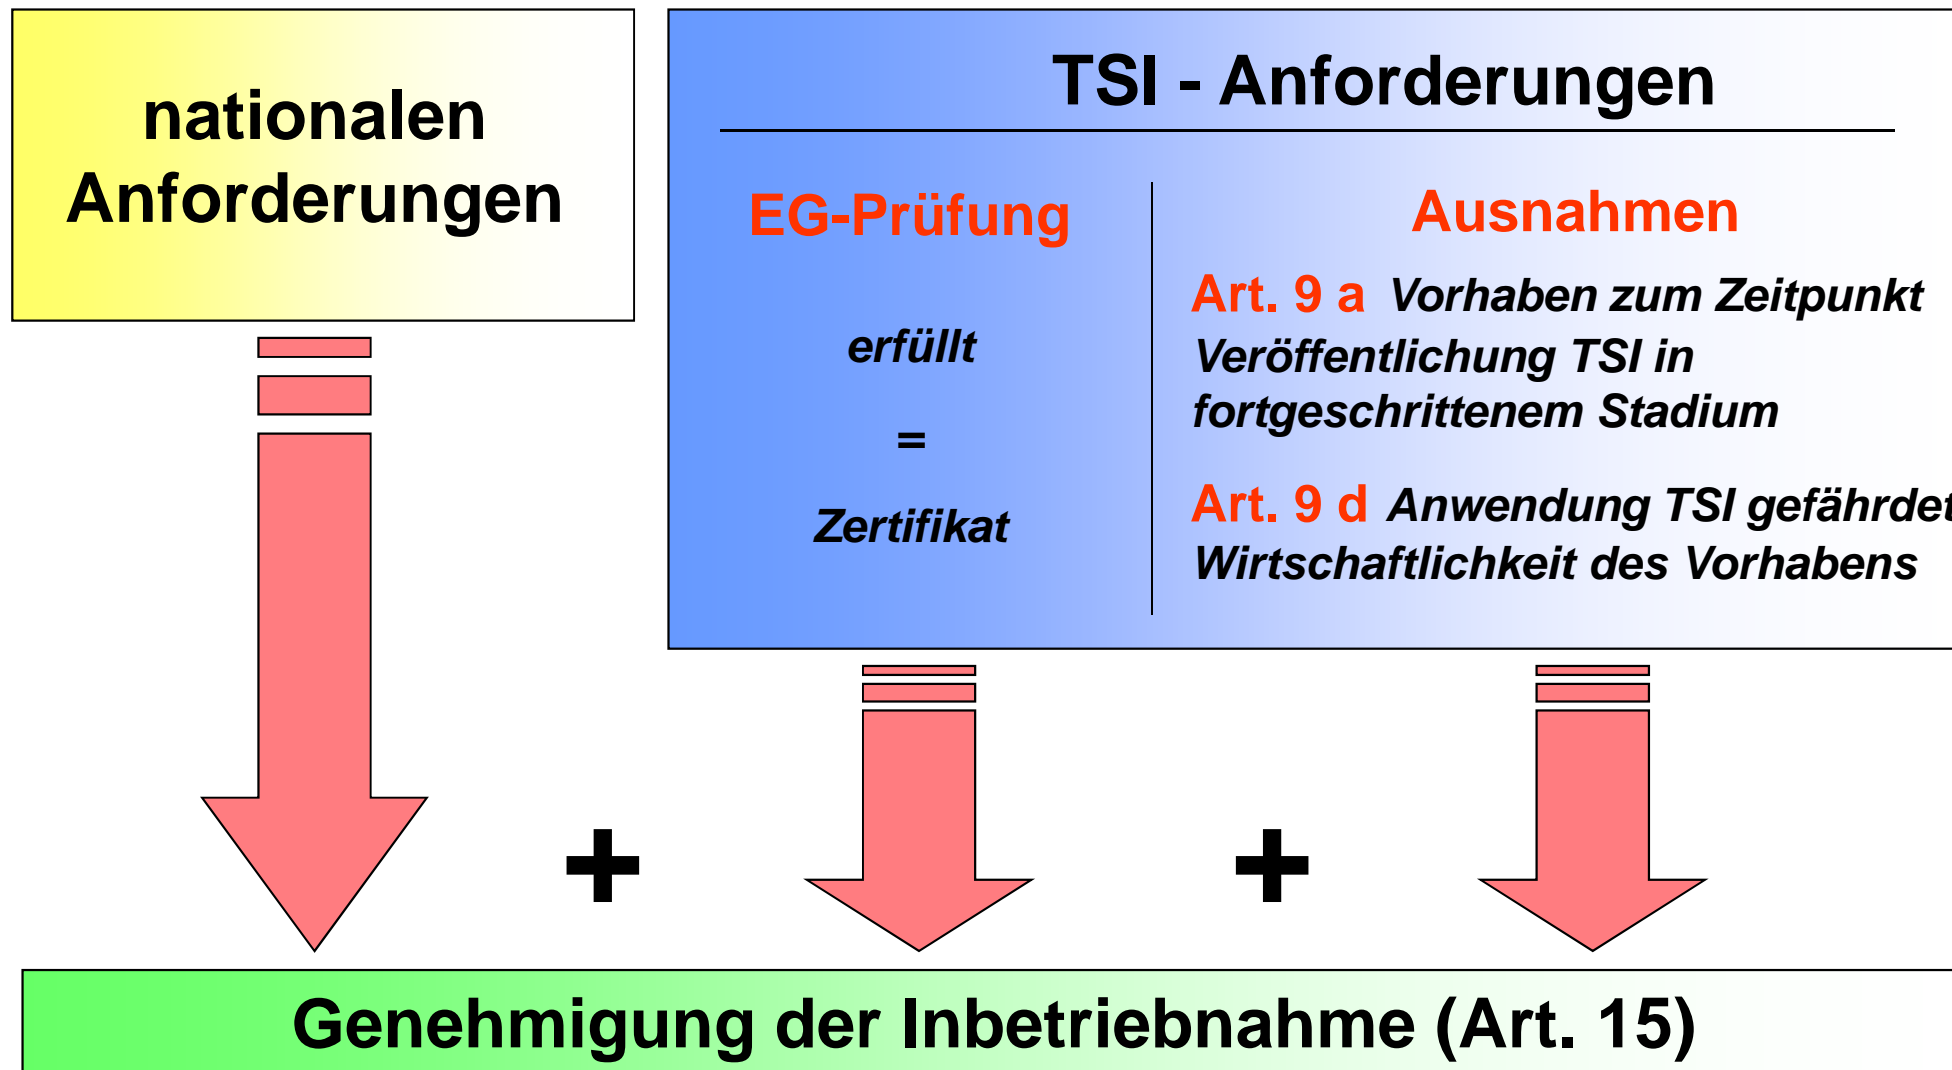 nationalen
Anforderungen
TSI - Anforderungen
EG-Prüfung
erfüllt
=
Zertifikat
Ausnahmen
Art. 9 a Vorhaben zum Zeitpunkt
Veröffentlichung TSI in
fortgeschrittenem Stadium
Art. 9 d Anwendung TSI gefährdet
Wirtschaftlichkeit des Vorhabens
+
+
Genehmigung der Inbetriebnahme (Art. 15)